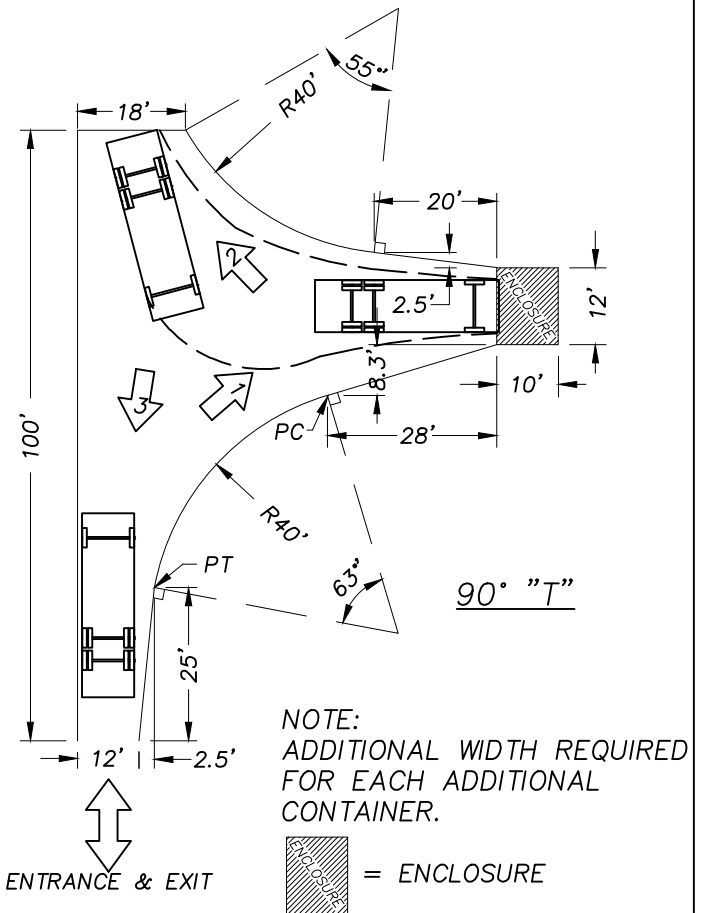 55°
R40'
18'
20'
2
ENCLOSURE
2.5'
12'
8.3'
1
10'
3
100'
PC
28'
R40'
PT
63°
90° "T"
25'
NOTE:
ADDITIONAL WIDTH REQUIRED
FOR EACH ADDITIONAL
CONTAINER.
12'
2.5'
ENCLOSURE
= ENCLOSURE
ENTRANCE & EXIT